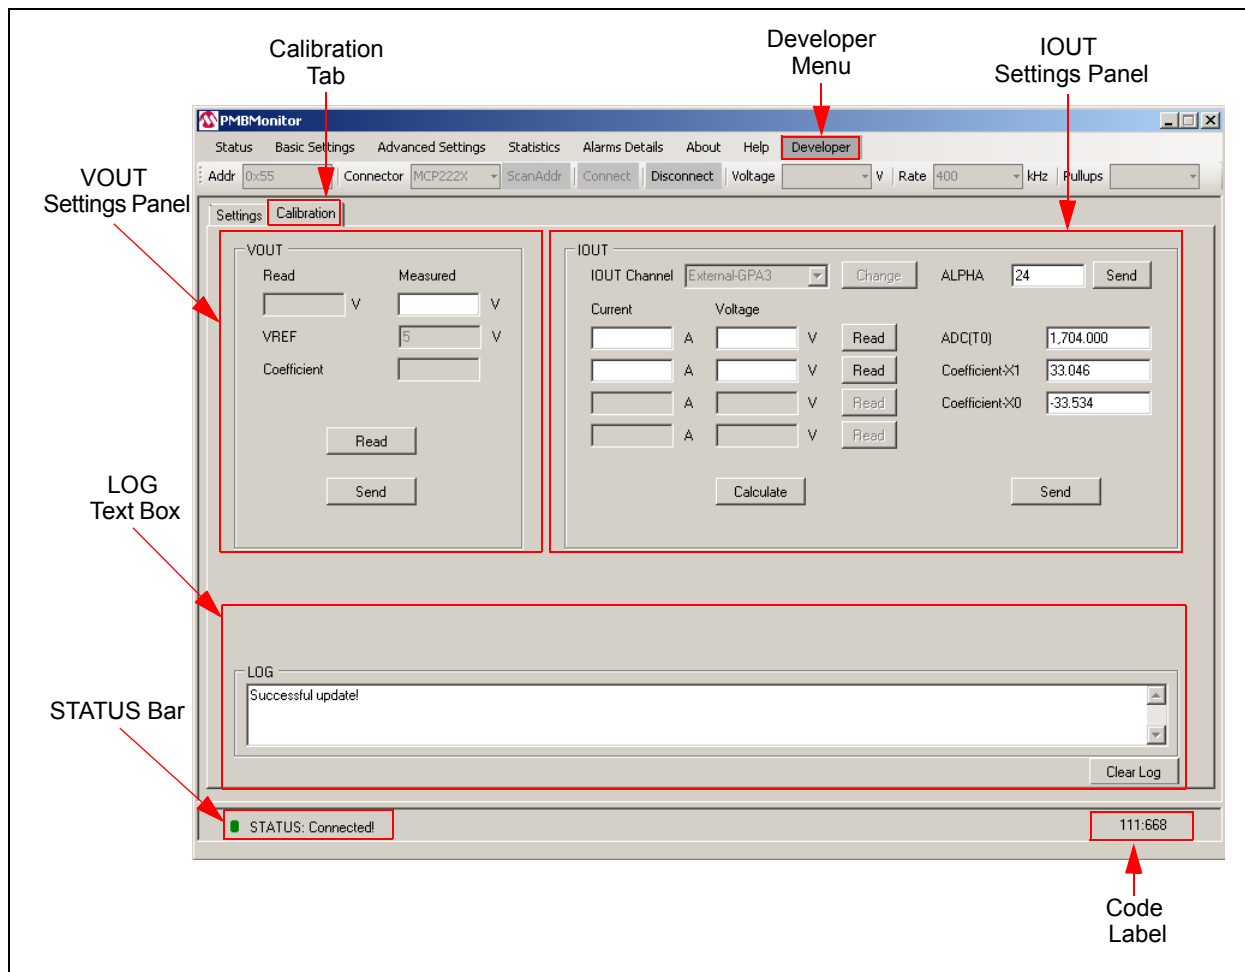 Calibration
Tab
Developer
Menu
IOUT
Settings Panel
PMBMonitor
Status Basic Settings Advanced Settings Statistics Alarms Details About Help Developer
Addr 0x55 Connector MCP222X ScanAddr Connect Disconnect Voltage V Rate 400 kHz Pullups
VOUT
Settings Panel
Settings Calibration
VOUT
Read Measured
V V
VREF 5 V
Coefficient
Read
Send
IOUT
IOUT Channel External-GPA3 Change ALPHA 24 Send
Current Voltage
A V Read ADC(T0) 1,704.000
A V Read Coefficient-X1 33.046
A V Read Coefficient-X0 -33.534
A V Read
Calculate Send
LOG
Text Box
LOG
Successful update!
Clear Log
STATUS Bar
STATUS: Connected! 111:668
Code
Label